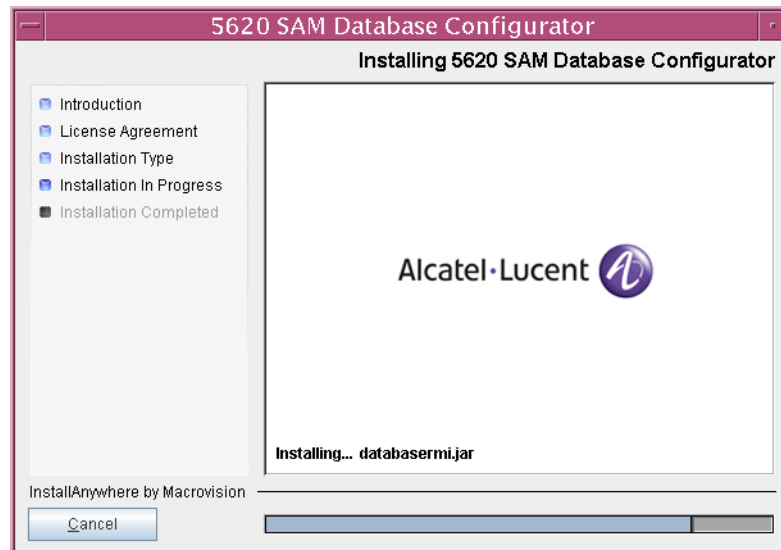 5620 SAM Database Configurator
Installing 5620 SAM Database Configurator
Introduction
License Agreement
Installation Type
Installation In Progress
Installation Completed
Alcatel·Lucent
Installing... databasermi.jar
InstallAnywhere by Macrovision
Cancel